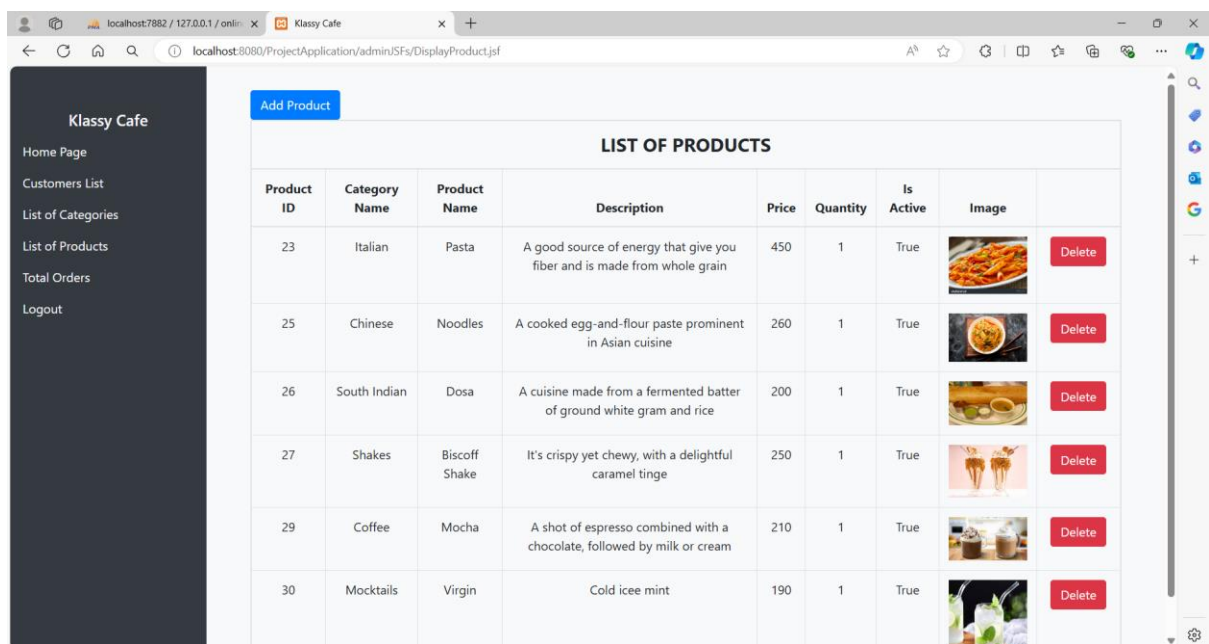 localhost:7882 / 127.0.0.1 / onlin
Klassy Cafe
localhost:8080/ProjectApplication/adminJSFs/DisplayProduct.jsf
Klassy Cafe
Home Page
Customers List
List of Categories
List of Products
Total Orders
Logout
Add Product
LIST OF PRODUCTS
Product ID Category Name Product Name Description Price Quantity Is Active Image
23 Italian Pasta A good source of energy that give you fiber and is made from whole grain 450 1 True Delete
25 Chinese Noodles A cooked egg-and-flour paste prominent in Asian cuisine 260 1 True Delete
26 South Indian Dosa A cuisine made from a fermented batter of ground white gram and rice 200 1 True Delete
27 Shakes Biscoff Shake It's crispy yet chewy, with a delightful caramel tinge 250 1 True Delete
29 Coffee Mocha A shot of espresso combined with a chocolate, followed by milk or cream 210 1 True Delete
30 Mocktails Virgin Cold icee mint 190 1 True Delete